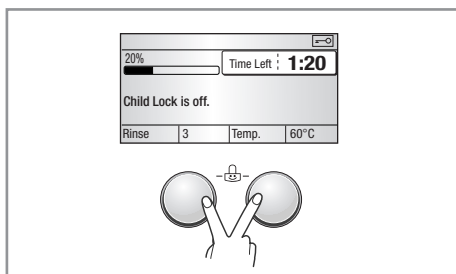 20%
Time Left 1:20
Child Lock is off.
Rinse 3 Temp. 60°C